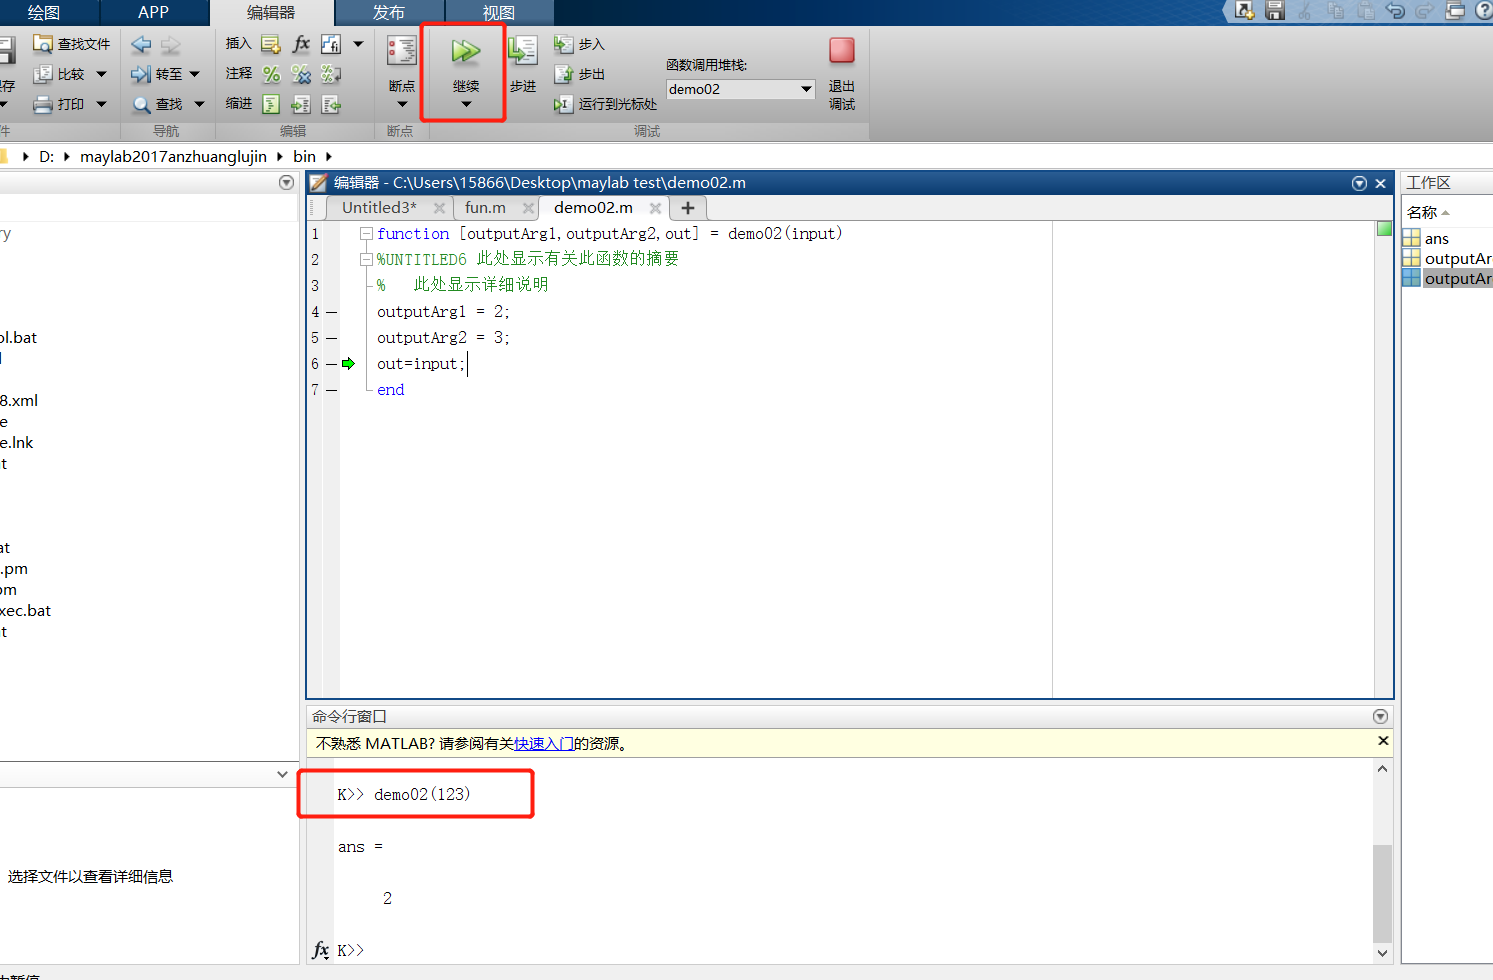 绘图 APP 编辑器 发布 视图
查找文件 插入 fx 步入
函数调用堆栈:
存 比较 转至 注释 断点 继续 步进 步出 demo02 退出
调试
打印 查找 缩进 运行到光标处
件 导航 编辑 断点 调试
D: maylab2017anzhuanglujin bin
编辑器 - C:\Users\15866\Desktop\maylab test\demo02.m
工作区
Untitled3* fun.m demo02.m +
名称
ans
outputAr
outputAr
1 function [outputArg1,outputArg2,out] = demo02(input)
2 %UNTITLED6 此处显示有关此函数的摘要
3 % 此处显示详细说明
4 outputArg1 = 2;
5 outputArg2 = 3;
6 out=input;
7 end
ry
ol.bat
8.xml
e
e.lnk
t
at
.pm
om
xec.bat
t
选择文件以查看详细信息
命令行窗口
不熟悉 MATLAB? 请参阅有关快速入门的资源。
K>> demo02(123)
ans =
2
fx K>>